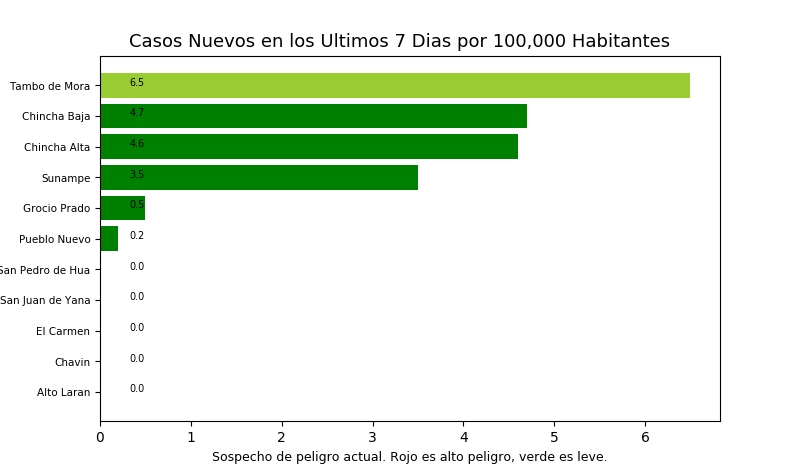 Casos Nuevos en los Ultimos 7 Dias por 100,000 Habitantes
Tambo de Mora 6.5
Chincha Baja 4.7
Chincha Alta 4.6
Sunampe 3.5
Grocio Prado 0.5
Pueblo Nuevo 0.2
San Pedro de Hua 0.0
San Juan de Yana 0.0
El Carmen 0.0
Chavin 0.0
Alto Laran 0.0
0 1 2 3 4 5 6
Sospecho de peligro actual. Rojo es alto peligro, verde es leve.